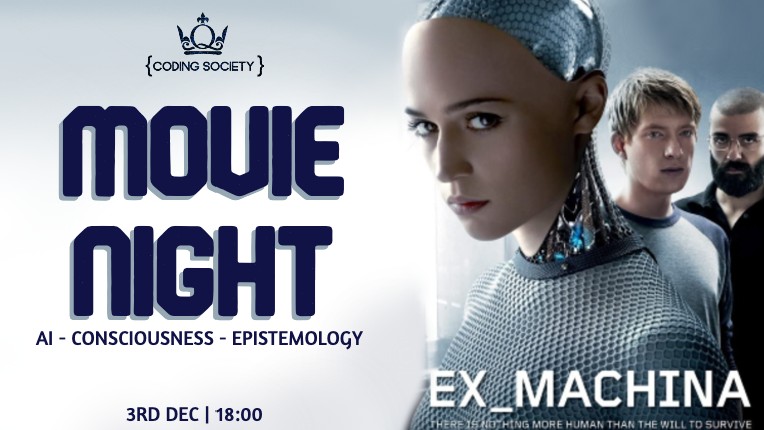 {CODING SOCIETY}
MOVIE
NIGHT
AI - CONSCIOUSNESS - EPISTEMOLOGY
3RD DEC | 18:00
EX_MACHINA
THERE IS NOTHING MORE HUMAN THAN THE WILL TO SURVIVE